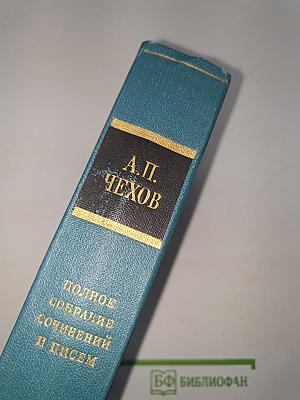 А.П.
ЧЕХОВ
ПОЛНОЕ
СОБРАНИЕ
СОЧИНЕНИЙ
И ПИСЕМ
БФ БИБЛИОФАН